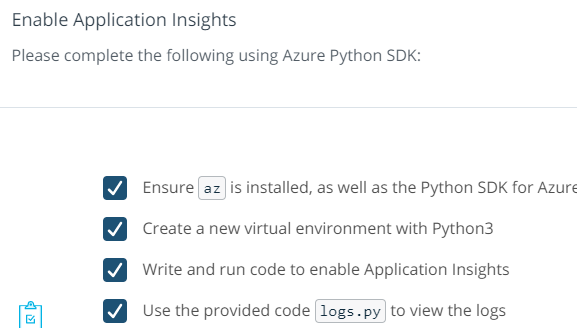 Enable Application Insights
Please complete the following using Azure Python SDK:
Ensure az is installed, as well as the Python SDK for Azure
Create a new virtual environment with Python3
Write and run code to enable Application Insights
Use the provided code logs.py to view the logs